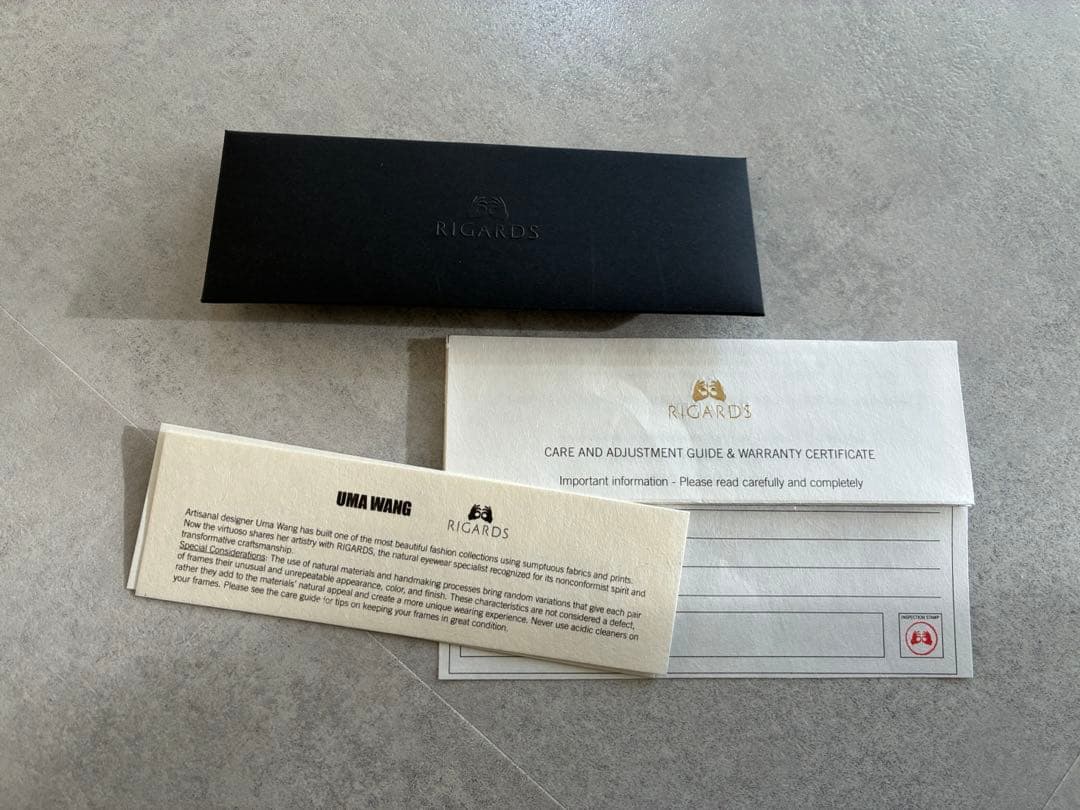 RIGARDS
RIGARDS
CARE AND ADJUSTMENT GUIDE & WARRANTY CERTIFICATE
Important information - Please read carefully and completely
UMA WANG
RIGARDS
Artisanal designer Uma Wang has built one of the most beautiful fashion collections using sumptuous fabrics and prints.
Now the virtuoso shares her artistry with RIGARDS, the natural eyewear specialist recognized for its nonconformist spirit and
transformative craftsmanship.
Special Considerations: The use of natural materials and handmaking processes bring random variations that give each pair
of frames their unusual and unrepeatable appearance, color, and finish. These characteristics are not considered a defect,
rather they add to the materials' natural appeal and create a more unique wearing experience. Never use acidic cleaners on
your frames. Please see the care guide for tips on keeping your frames in great condition.
INSPECTION STAMP